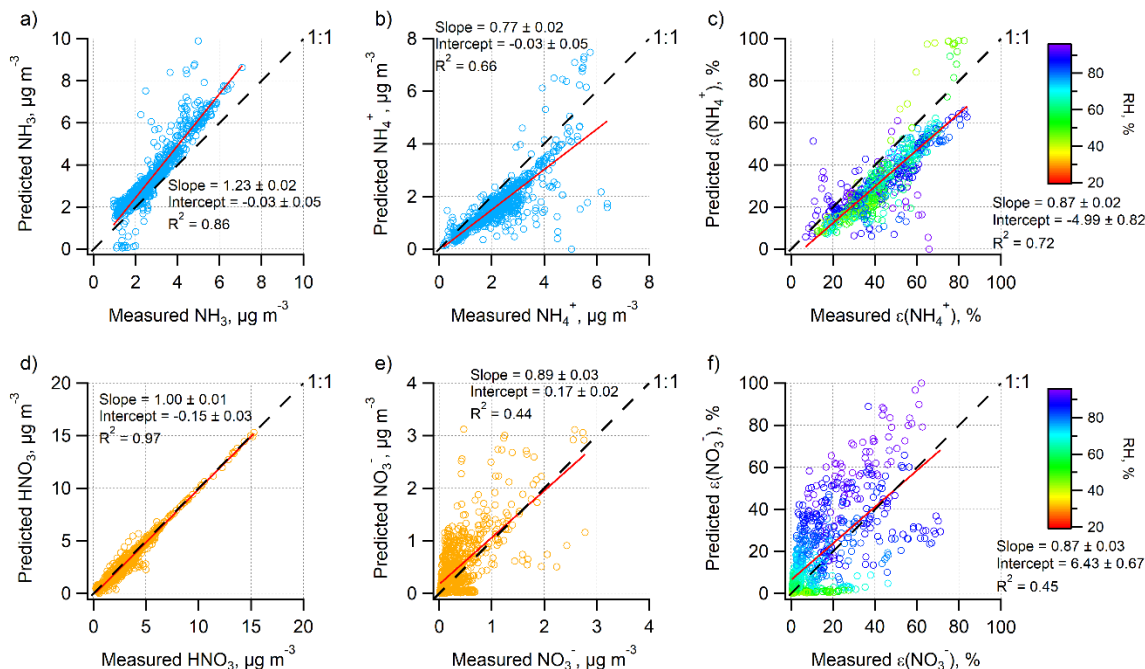 a)
10
8
6
4
2
0
Predicted NH₃, µg m⁻³
1:1
Slope = 1.23 ± 0.02
Intercept = -0.03 ± 0.05
R² = 0.86
0 2 4 6 8 10
Measured NH₃, µg m⁻³
b)
8
6
4
2
0
Predicted NH₄⁺, µg m⁻³
Slope = 0.77 ± 0.02
Intercept = -0.03 ± 0.05
R² = 0.66
1:1
0 2 4 6 8
Measured NH₄⁺, µg m⁻³
c)
100
80
60
40
20
0
Predicted ε(NH₄⁺), %
1:1
0 20 40 60 80 100
Measured ε(NH₄⁺), %
80
60
40
20
RH, %
Slope = 0.87 ± 0.02
Intercept = -4.99 ± 0.82
R² = 0.72
d)
20
15
10
5
0
Predicted HNO₃, µg m⁻³
1:1
Slope = 1.00 ± 0.01
Intercept = -0.15 ± 0.03
R² = 0.97
0 5 10 15 20
Measured HNO₃, µg m⁻³
e)
4
3
2
1
0
Predicted NO₃⁻, µg m⁻³
Slope = 0.89 ± 0.03
Intercept = 0.17 ± 0.02
R² = 0.44
1:1
0 1 2 3 4
Measured NO₃⁻, µg m⁻³
f)
100
80
60
40
20
0
Predicted ε(NO₃⁻), %
1:1
0 20 40 60 80 100
Measured ε(NO₃⁻), %
80
60
40
20
RH, %
Slope = 0.87 ± 0.03
Intercept = 6.43 ± 0.67
R² = 0.45